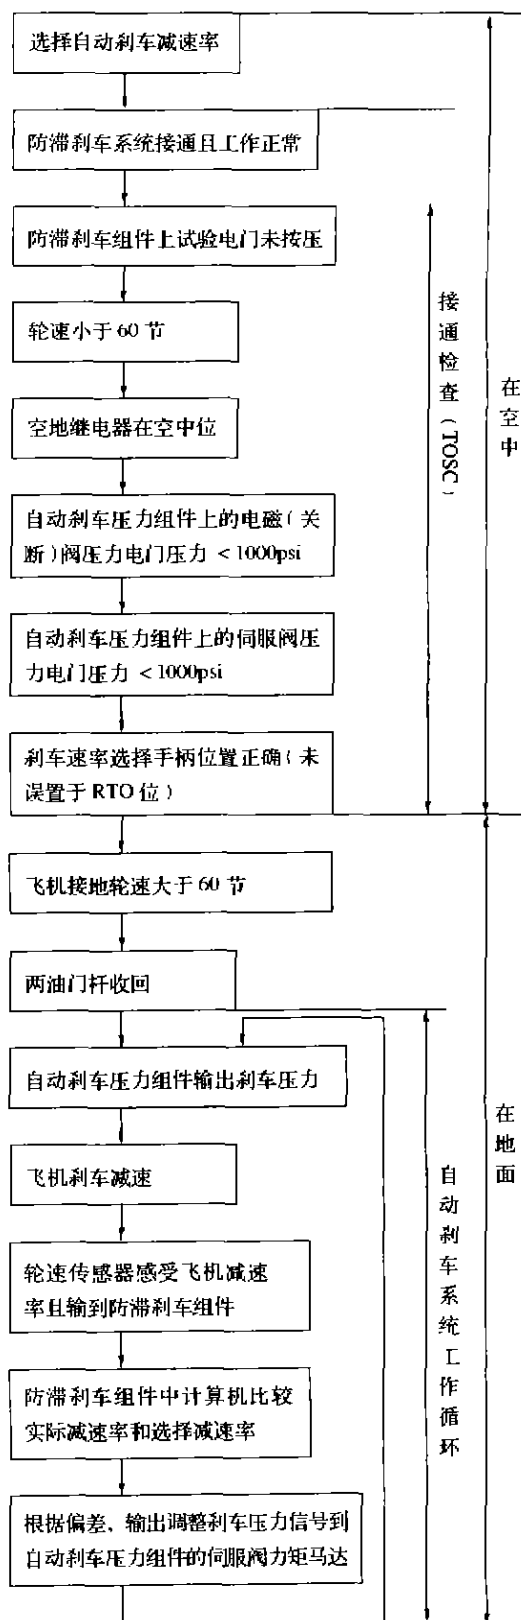 选择自动刹车减速率
防滞刹车系统接通且工作正常
防滞刹车组件上试验电门未按压
轮速小于 60 节
空地继电器在空中位
自动刹车压力组件上的电磁(关
断)阀压力电门压力 < 1000psi
自动刹车压力组件上的伺服阀压
力电门压力 < 1000psi
刹车速率选择手柄位置正确(未
误置于 RTO 位)
接通检查(TOSC)
在空中
飞机接地轮速大于 60 节
两油门杆收回
自动刹车压力组件输出刹车压力
飞机刹车减速
轮速传感器感受飞机减速
率且输到防滞刹车组件
防滞刹车组件中计算机比较
实际减速率和选择减速率
根据偏差、输出调整刹车压力信号到
自动刹车压力组件的伺服阀力矩马达
自动刹车系统工作循环
在地面